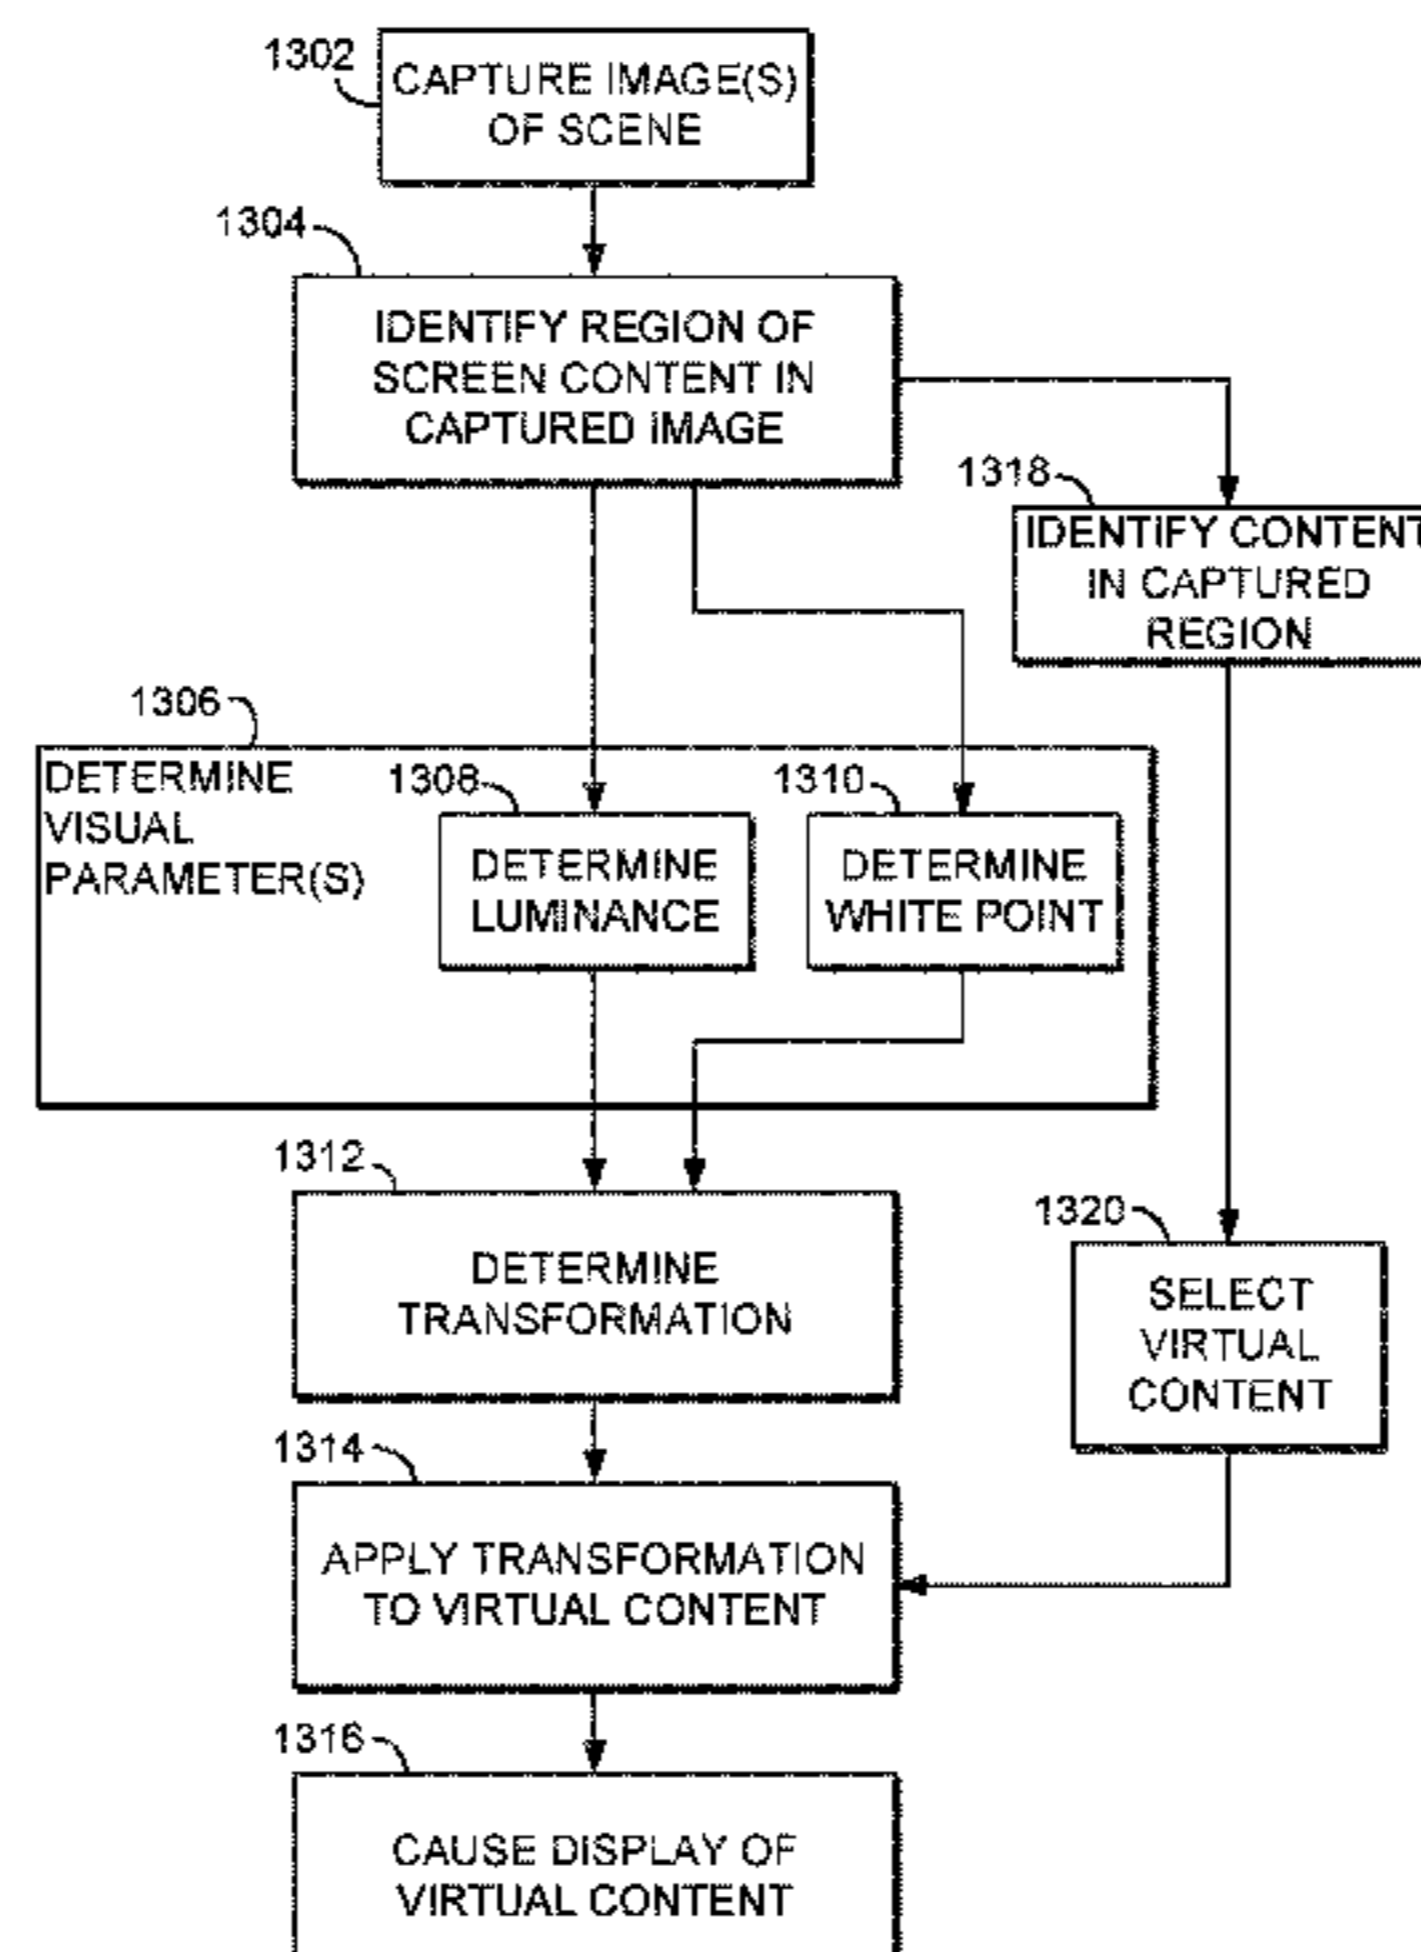 1302
CAPTURE IMAGE(S)
OF SCENE
1304
IDENTIFY REGION OF
SCREEN CONTENT IN
CAPTURED IMAGE
1318
IDENTIFY CONTENT
IN CAPTURED
REGION
1306
DETERMINE
VISUAL
PARAMETER(S)
1308
DETERMINE
LUMINANCE
1310
DETERMINE
WHITE POINT
1312
DETERMINE
TRANSFORMATION
1320
SELECT
VIRTUAL
CONTENT
1314
APPLY TRANSFORMATION
TO VIRTUAL CONTENT
1316
CAUSE DISPLAY OF
VIRTUAL CONTENT